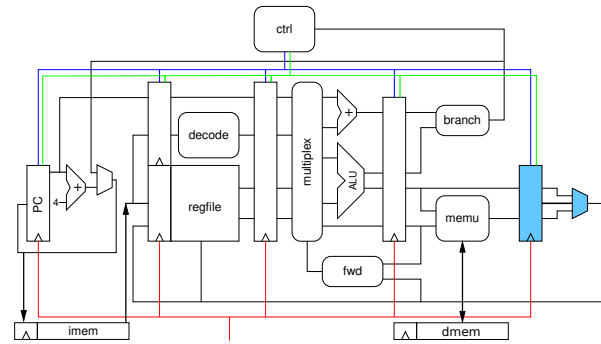 ctrl
decode
regfile
multiplex
+
ALU
branch
memu
PC
+
4
fwd
imem
dmem